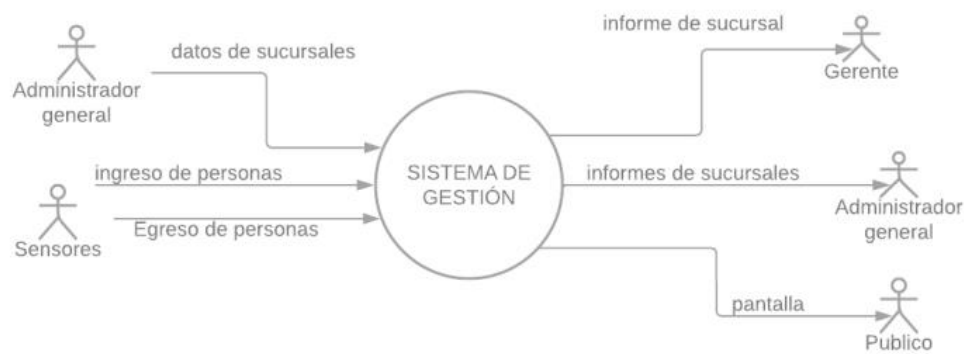 datos de sucursales
Administrador
general
ingreso de personas
Egreso de personas
Sensores
SISTEMA DE
GESTIÓN
informe de sucursal
Gerente
informes de sucursales
Administrador
general
pantalla
Publico